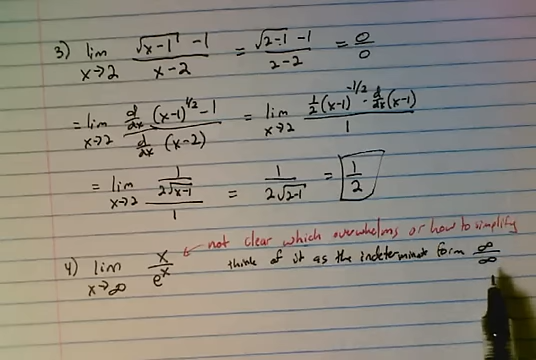 3) lim x→2 (√(x-1) - 1)/(x-2) = (√(2-1) - 1)/(2-2) = 0/0
= lim x→2 (d/dx (x-1)^(1/2) - 1)/(d/dx (x-2)) = lim x→2 (1/2 (x-1)^(-1/2) · d/dx (x-1))/1
= lim x→2 (1/(2√(x-1)))/1 = 1/(2√(2-1)) = 1/2
not clear which overwhelms or how to simplify
4) lim x→∞ x/e^x think of it as the indeterminat form ∞/∞